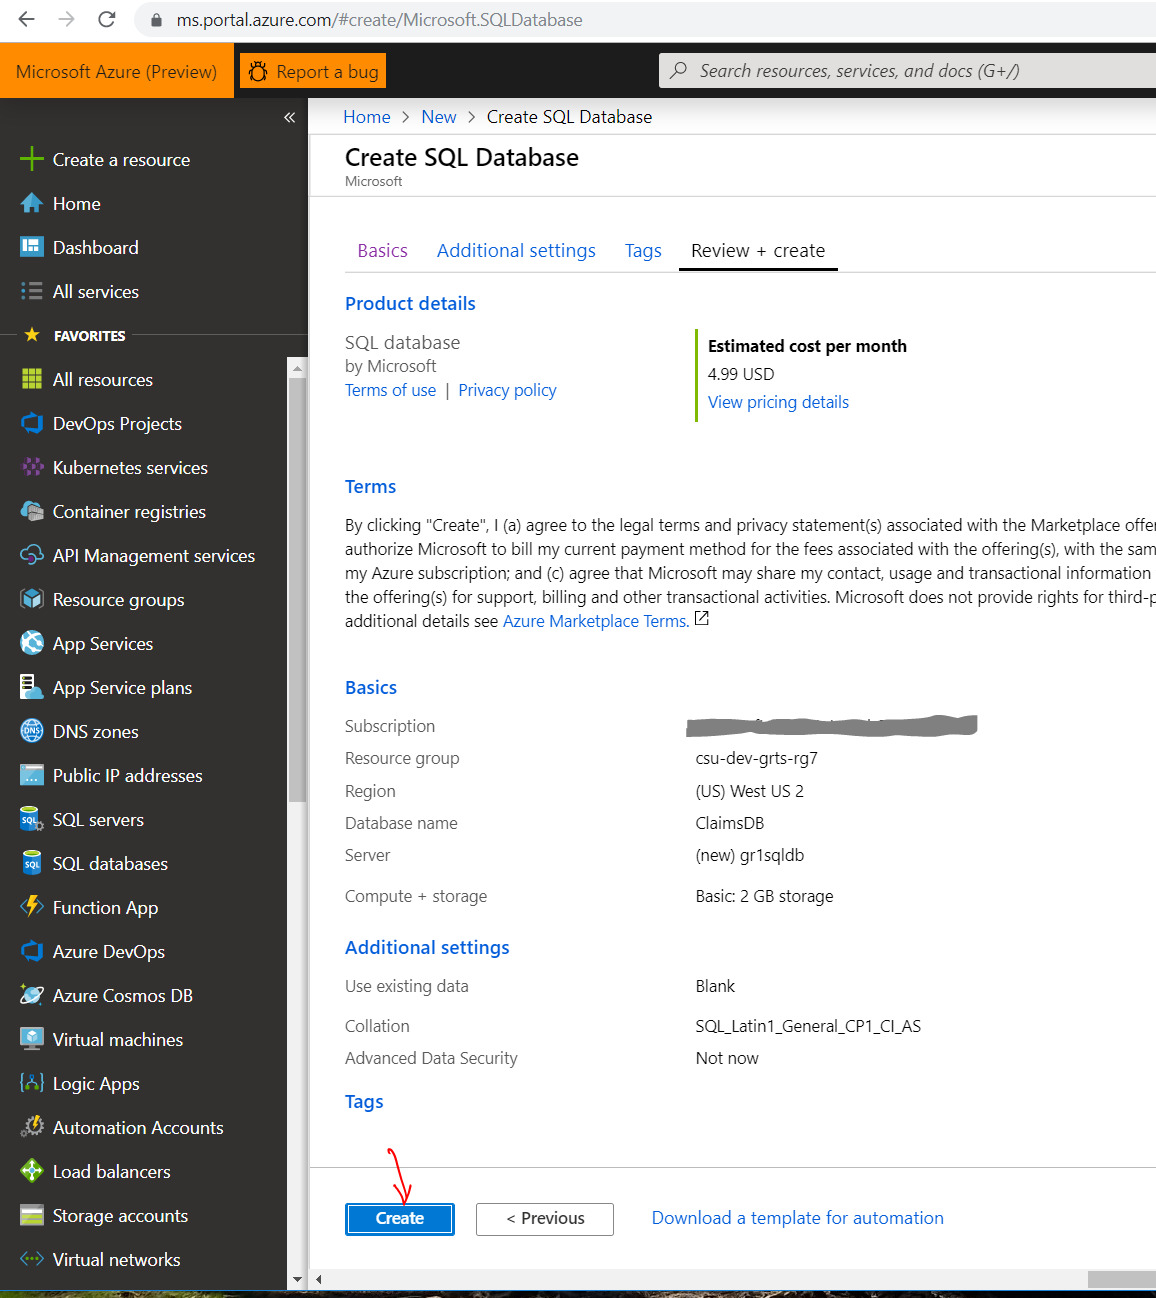 ms.portal.azure.com/#create/Microsoft.SQLDatabase
Microsoft Azure (Preview)
Report a bug
Search resources, services, and docs (G+/)
«
Create a resource
Home
Dashboard
All services
FAVORITES
All resources
DevOps Projects
Kubernetes services
Container registries
API Management services
Resource groups
App Services
App Service plans
DNS zones
Public IP addresses
SQL servers
SQL databases
Function App
Azure DevOps
Azure Cosmos DB
Virtual machines
Logic Apps
Automation Accounts
Load balancers
Storage accounts
Virtual networks
Home > New > Create SQL Database
Create SQL Database
Microsoft
Basics Additional settings Tags Review + create
Product details
SQL database
by Microsoft
Terms of use | Privacy policy
Estimated cost per month
4.99 USD
View pricing details
Terms
By clicking "Create", I (a) agree to the legal terms and privacy statement(s) associated with the Marketplace offe
authorize Microsoft to bill my current payment method for the fees associated with the offering(s), with the sam
my Azure subscription; and (c) agree that Microsoft may share my contact, usage and transactional information
the offering(s) for support, billing and other transactional activities. Microsoft does not provide rights for third-p
additional details see Azure Marketplace Terms.
Basics
Subscription
Resource group csu-dev-grts-rg7
Region (US) West US 2
Database name ClaimsDB
Server (new) gr1sqldb
Compute + storage Basic: 2 GB storage
Additional settings
Use existing data Blank
Collation SQL_Latin1_General_CP1_CI_AS
Advanced Data Security Not now
Tags
Create < Previous Download a template for automation